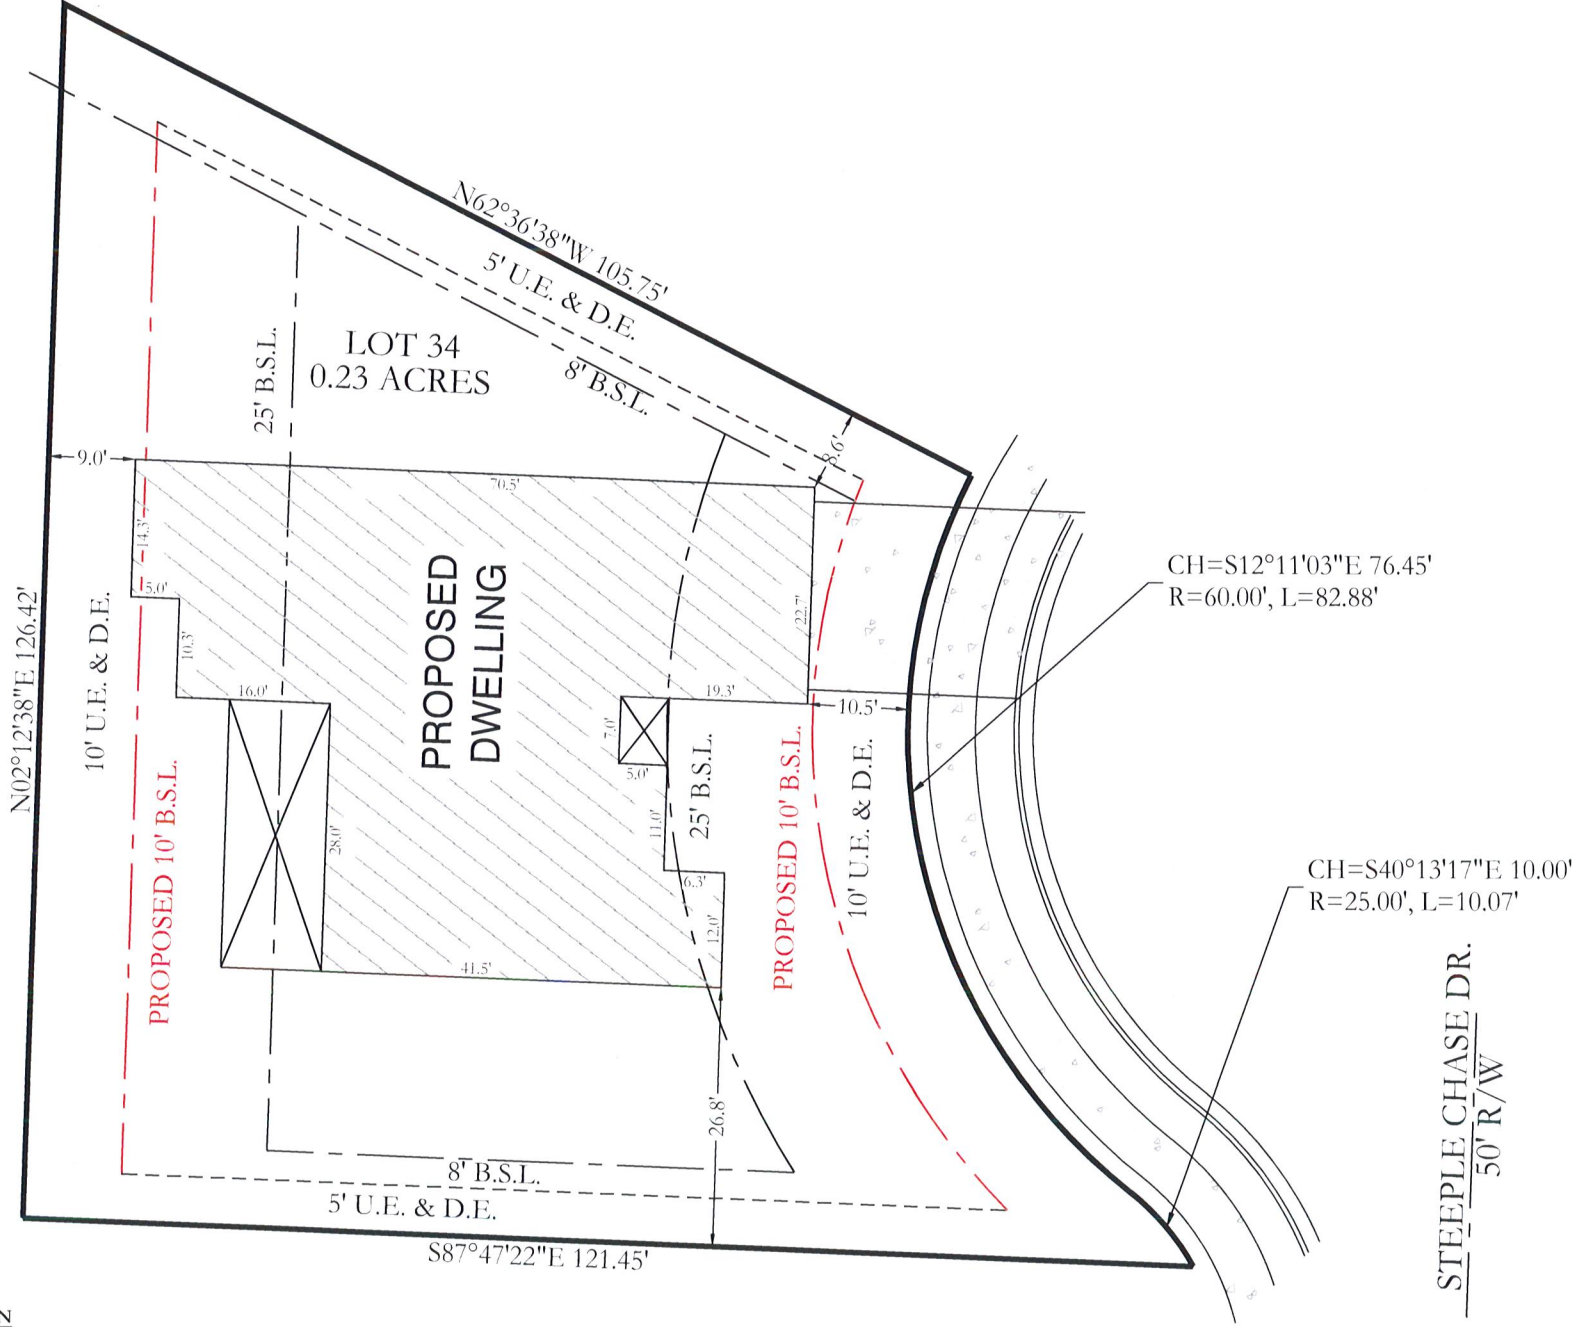 N62°36'38"W 105.75'
5' U.E. & D.E.
8' B.S.L.
LOT 34
0.23 ACRES
25' B.S.L.
9.0'
70.5'
8.6'
14.3'
5.0'
10.3'
16.0'
N02°12'38"E 126.42'
10' U.E. & D.E.
PROPOSED 10' B.S.L.
PROPOSED
DWELLING
22.7'
19.3'
7.0'
5.0'
10.5'
28.0'
11.0'
25' B.S.L.
6.3'
12.0'
41.5'
PROPOSED 10' B.S.L.
10' U.E. & D.E.
CH=S12°11'03"E 76.45'
R=60.00', L=82.88'
CH=S40°13'17"E 10.00'
R=25.00', L=10.07'
26.8'
8' B.S.L.
5' U.E. & D.E.
S87°47'22"E 121.45'
STEEPLE CHASE DR.
50' R/W